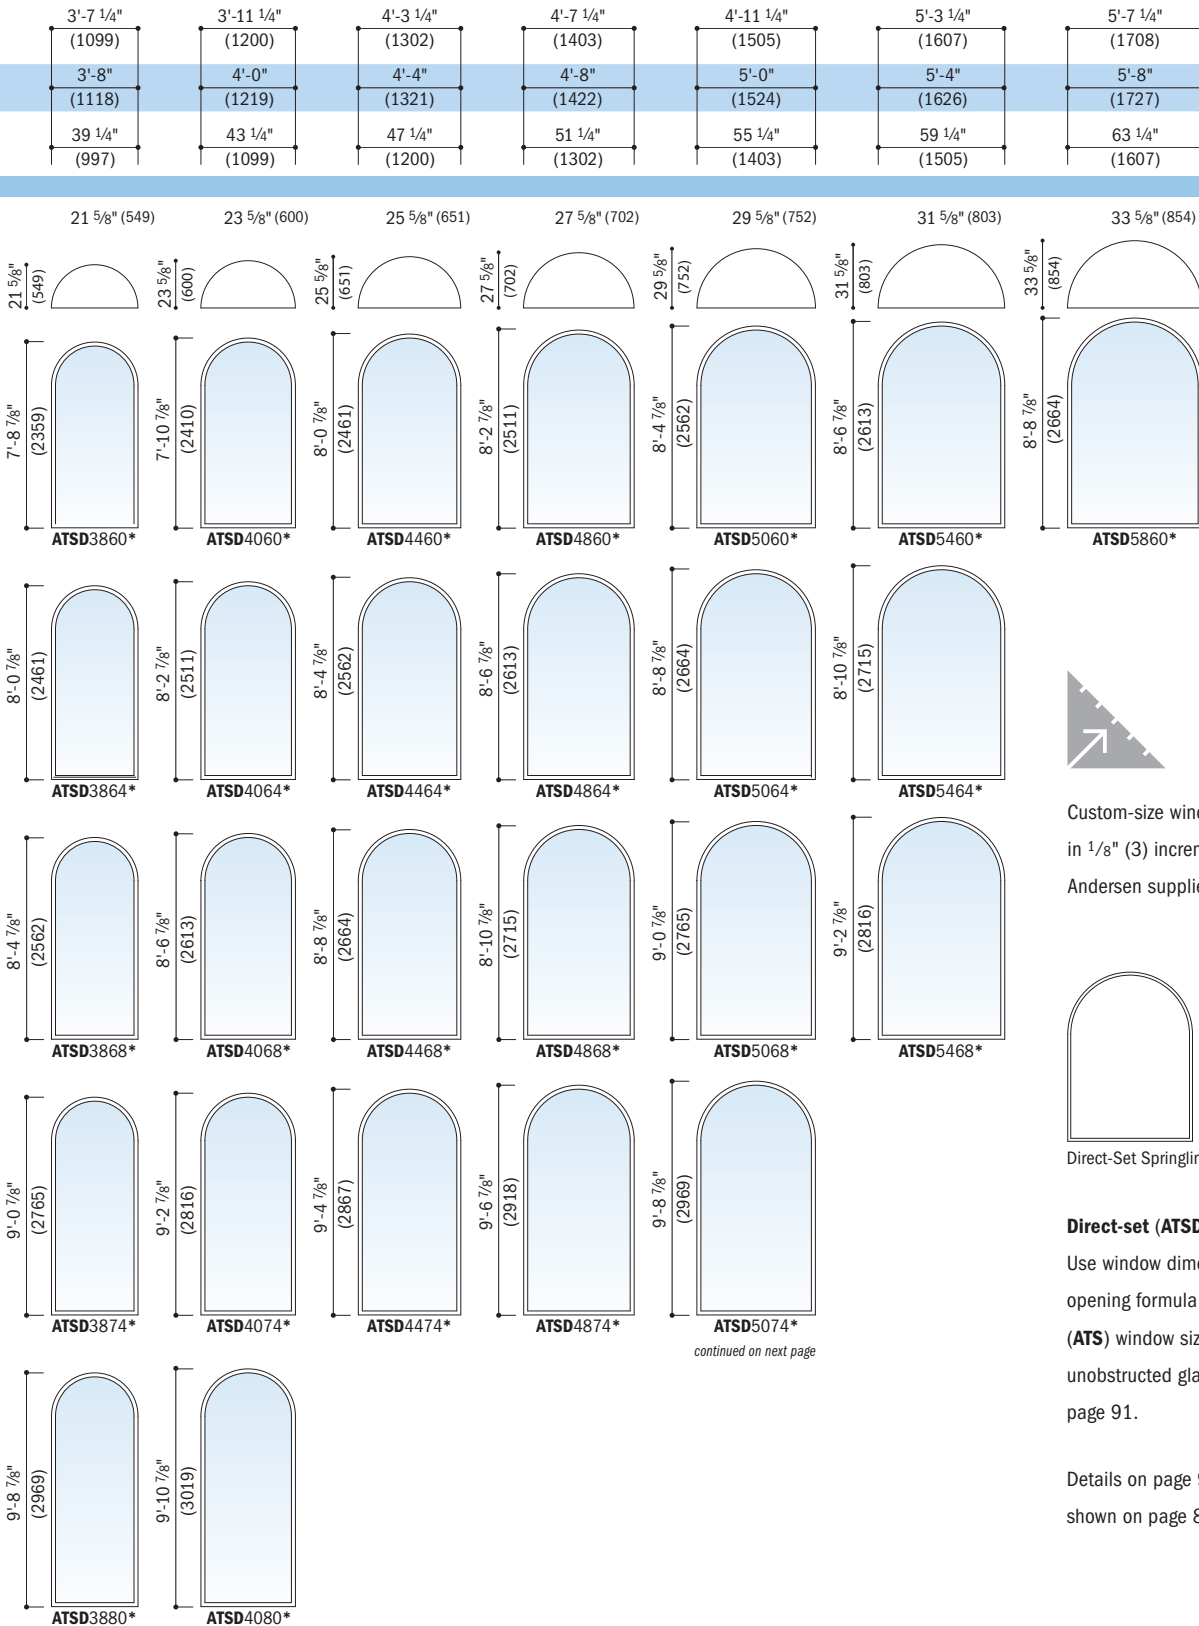 3'-7 1/4" 3'-11 1/4" 4'-3 1/4" 4'-7 1/4" 4'-11 1/4" 5'-3 1/4" 5'-7 1/4"
(1099) (1200) (1302) (1403) (1505) (1607) (1708)
3'-8" 4'-0" 4'-4" 4'-8" 5'-0" 5'-4" 5'-8"
(1118) (1219) (1321) (1422) (1524) (1626) (1727)
39 1/4" 43 1/4" 47 1/4" 51 1/4" 55 1/4" 59 1/4" 63 1/4"
(997) (1099) (1200) (1302) (1403) (1505) (1607)
21 5/8" (549) 23 5/8" (600) 25 5/8" (651) 27 5/8" (702) 29 5/8" (752) 31 5/8" (803) 33 5/8" (854)
21 5/8" 23 5/8" 25 5/8" 27 5/8" 29 5/8" 31 5/8" 33 5/8"
(549) (600) (651) (702) (752) (803) (854)
7'-8 7/8" 7'-10 7/8" 8'-0 7/8" 8'-2 7/8" 8'-4 7/8" 8'-6 7/8" 8'-8 7/8"
(2359) (2410) (2461) (2511) (2562) (2613) (2664)
ATSD3860* ATSD4060* ATSD4460* ATSD4860* ATSD5060* ATSD5460* ATSD5860*
8'-0 7/8" 8'-2 7/8" 8'-4 7/8" 8'-6 7/8" 8'-8 7/8" 8'-10 7/8"
(2461) (2511) (2562) (2613) (2664) (2715)
ATSD3864* ATSD4064* ATSD4464* ATSD4864* ATSD5064* ATSD5464*
8'-4 7/8" 8'-6 7/8" 8'-8 7/8" 8'-10 7/8" 9'-0 7/8" 9'-2 7/8"
(2562) (2613) (2664) (2715) (2765) (2816)
ATSD3868* ATSD4068* ATSD4468* ATSD4868* ATSD5068* ATSD5468*
9'-0 7/8" 9'-2 7/8" 9'-4 7/8" 9'-6 7/8" 9'-8 7/8"
(2765) (2816) (2867) (2918) (2969)
ATSD3874* ATSD4074* ATSD4474* ATSD4874* ATSD5074*
continued on next page
9'-8 7/8" 9'-10 7/8"
(2969) (3019)
ATSD3880* ATSD4080*
Custom-size
in 1/8" (3)
Andersen
Direct-Set
Direct-set (ATSD
Use window
opening formula
(ATS) window
unobstructed
page 91.
Details on page
shown on page